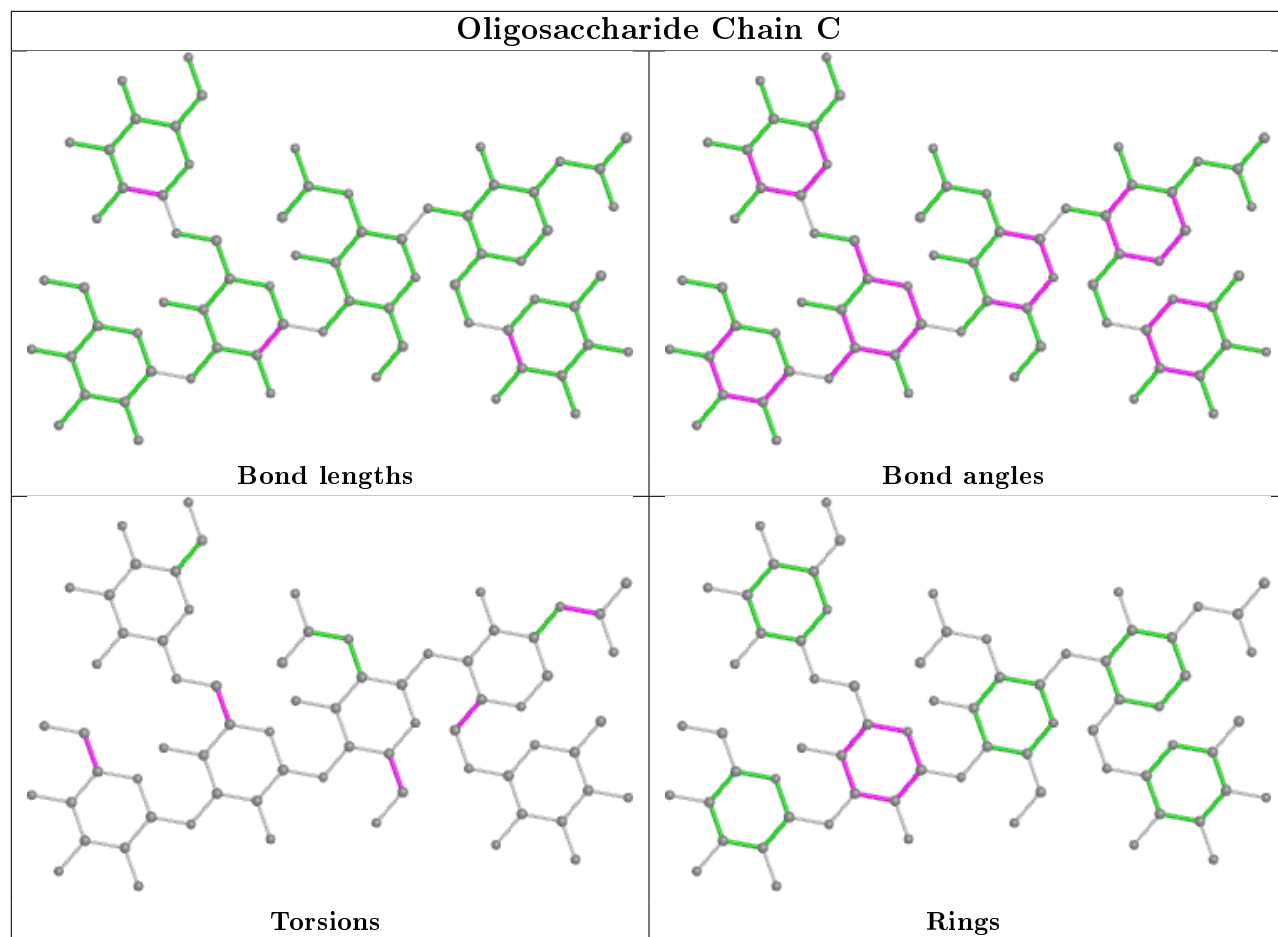 Oligosaccharide Chain C
Bond lengths
Bond angles
Torsions
Rings